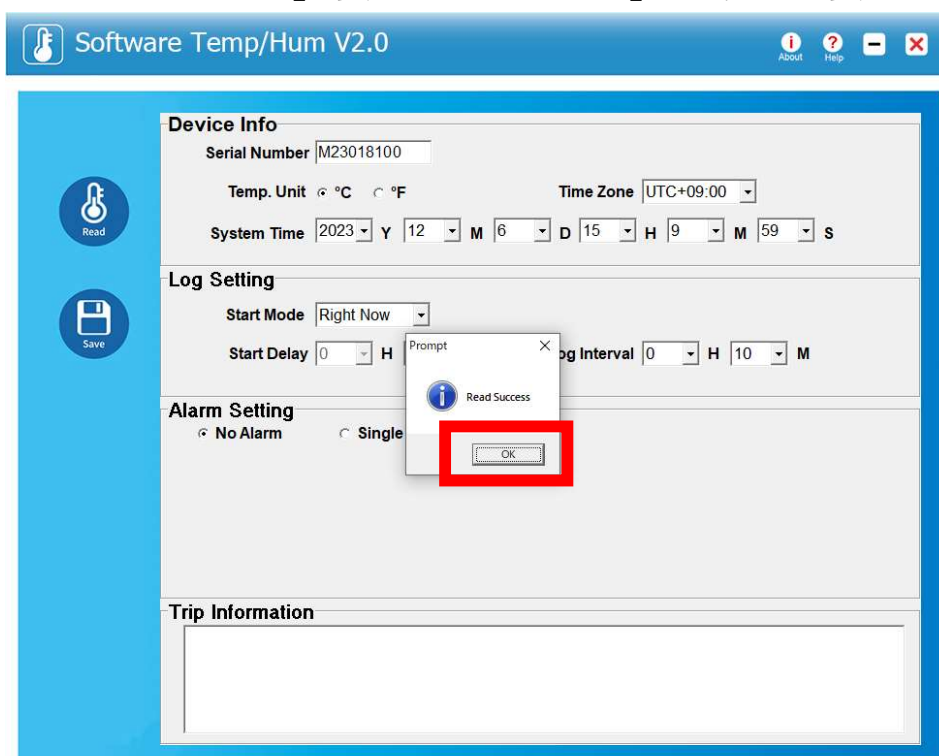 Software Temp/Hum V2.0
About
Help
Device Info
Serial Number M23018100
Temp. Unit °C °F Time Zone UTC+09:00
System Time 2023 Y 12 M 6 D 15 H 9 M 59 S
Read
Log Setting
Start Mode Right Now
Save
Start Delay 0 H og Interval 0 H 10 M
Prompt
Read Success
OK
Alarm Setting
No Alarm Single
Trip Information